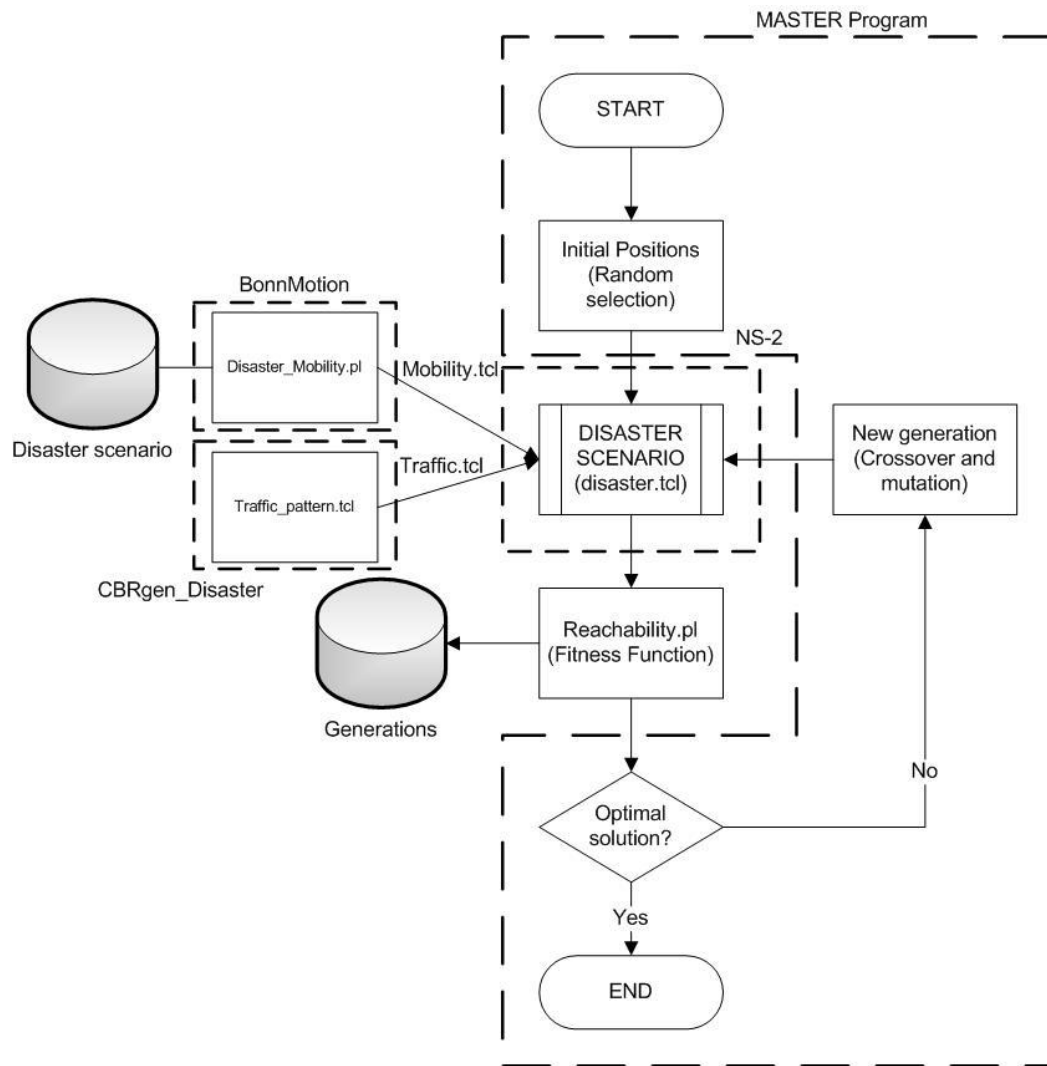 MASTER Program
START
Initial Positions
(Random
selection)
BonnMotion
NS-2
Disaster_Mobility.pl
Mobility.tcl
Disaster scenario
DISASTER
SCENARIO
(disaster.tcl)
New generation
(Crossover and
mutation)
Traffic.tcl
Traffic_pattern.tcl
CBRgen_Disaster
Reachability.pl
(Fitness Function)
Generations
No
Optimal
solution?
Yes
END